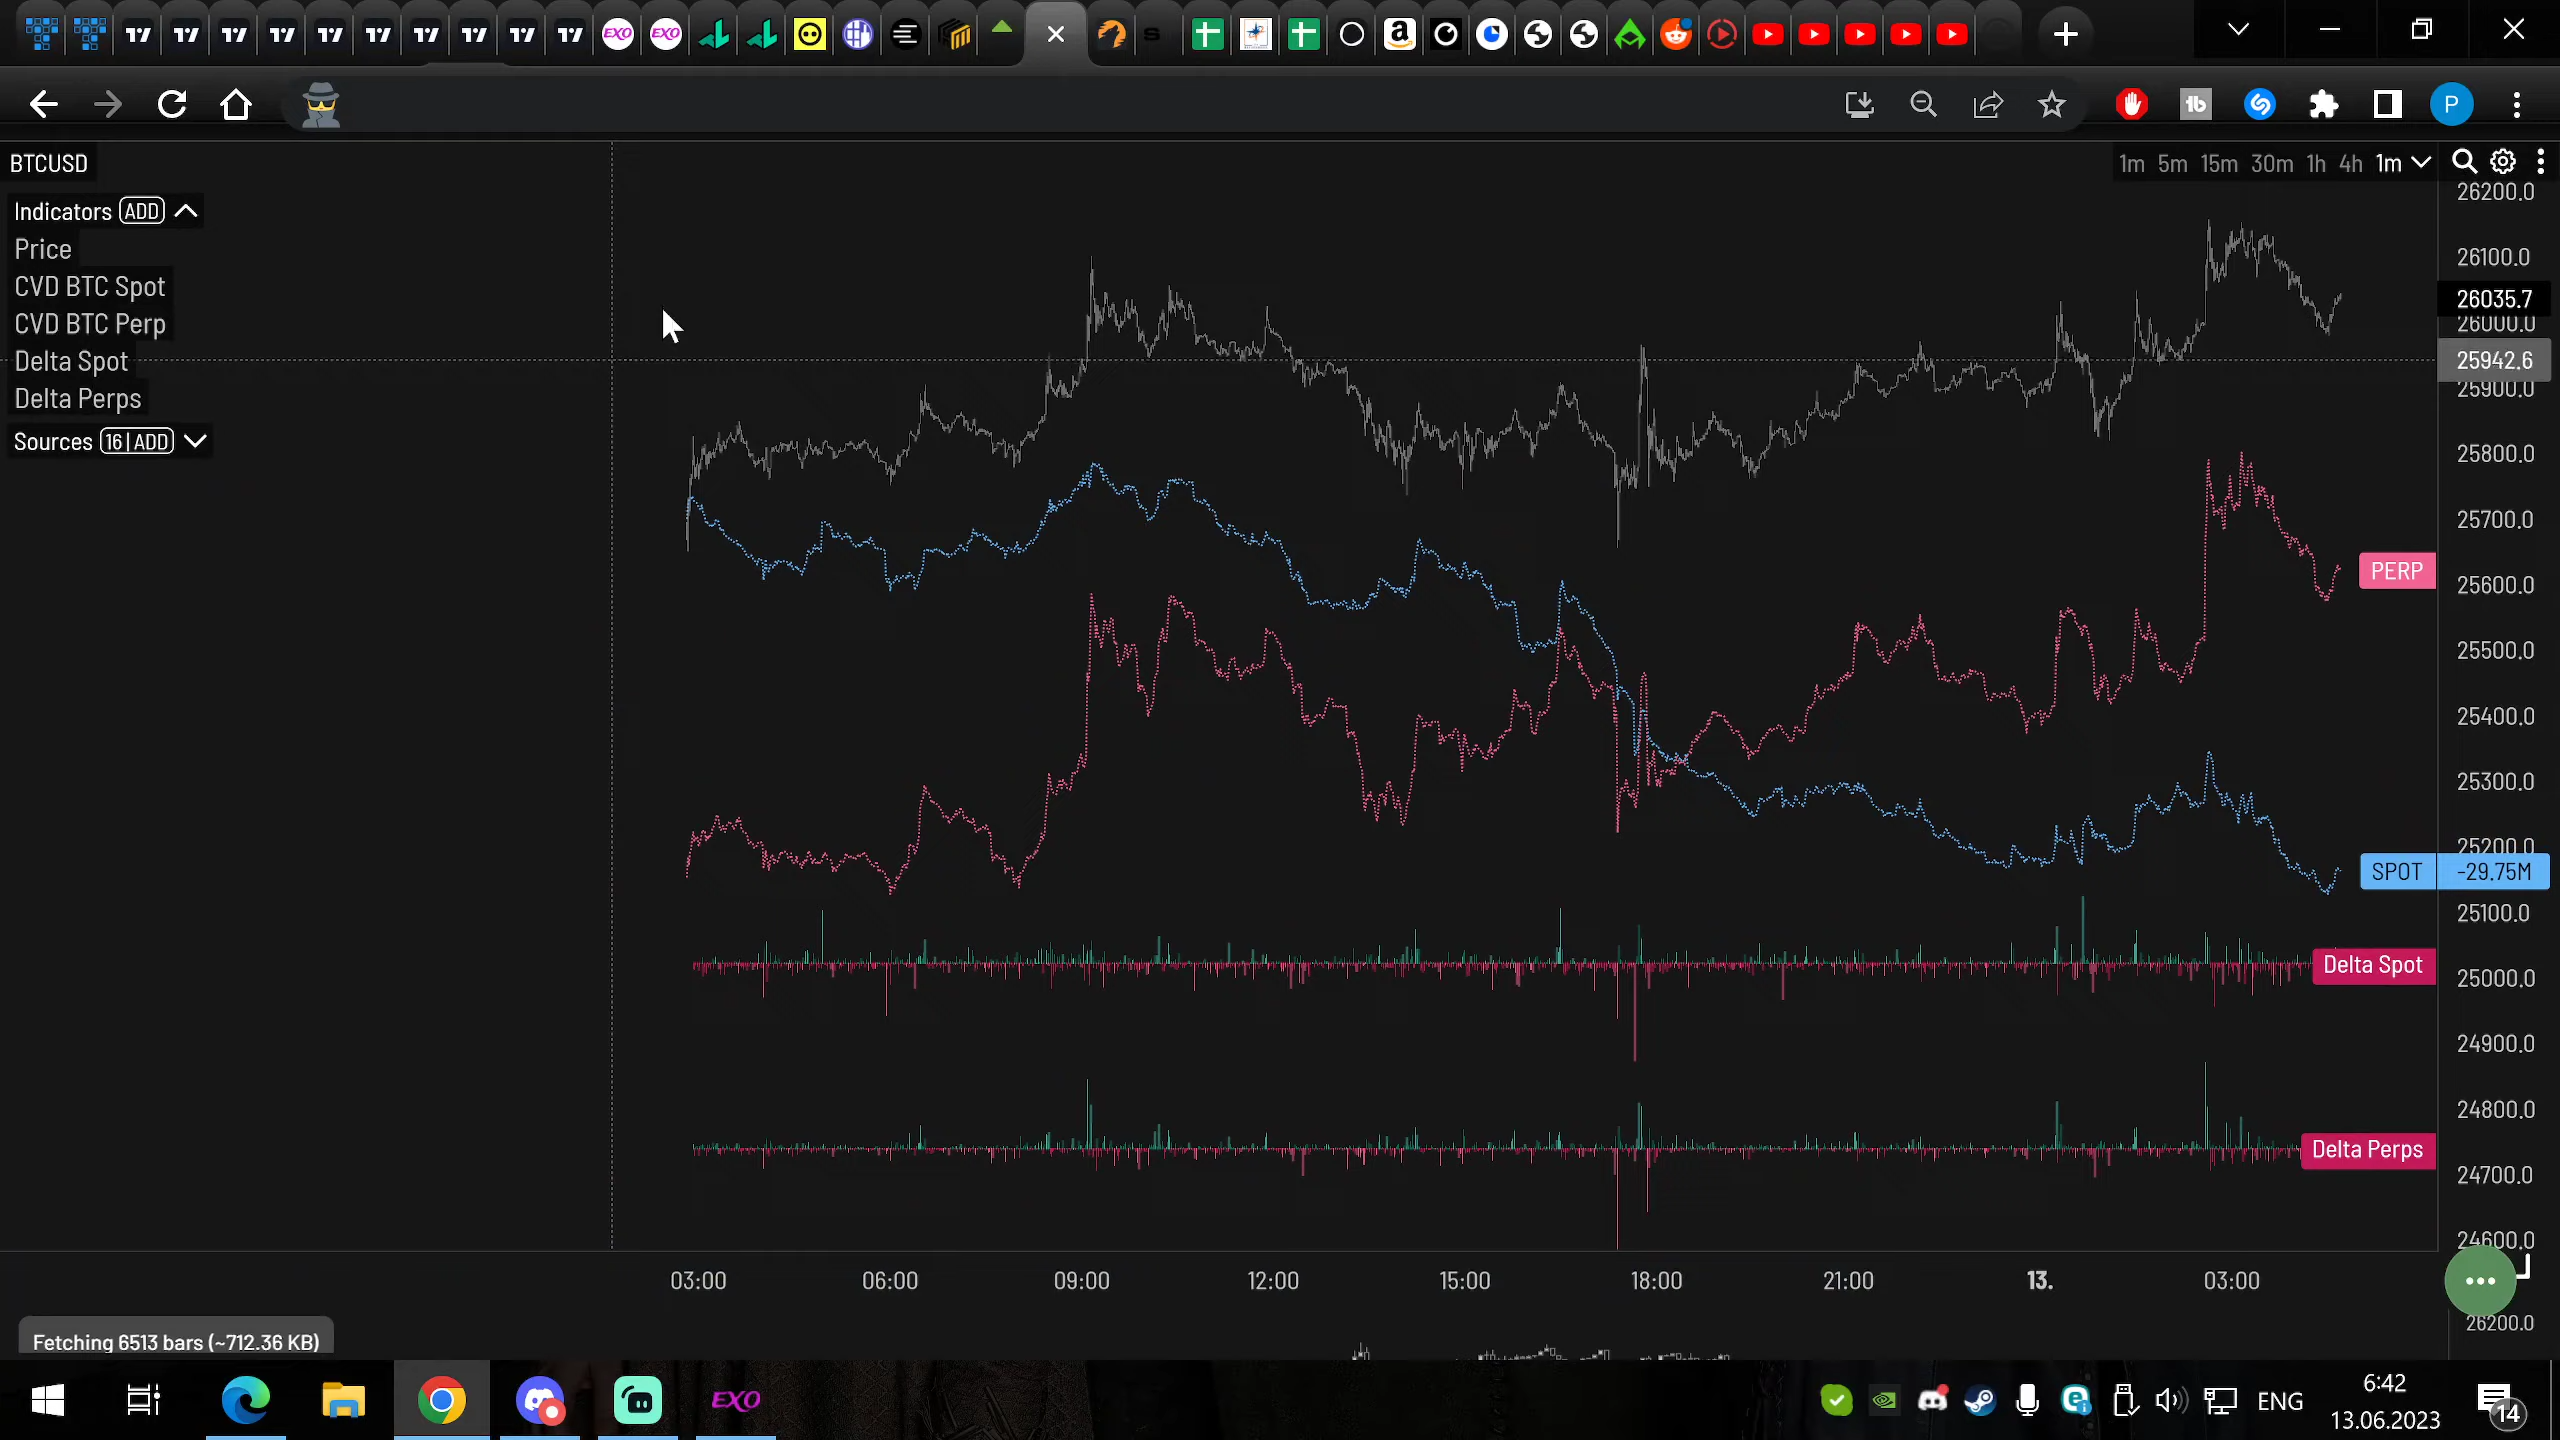 BTCUSD
1m 5m 15m 30m 1h 4h 1m
Indicators ADD
Price
CVD BTC Spot
CVD BTC Perp
Delta Spot
Delta Perps
Sources 16|ADD
26200.0
26100.0
26035.7
26000.0
25942.6
25900.0
25800.0
25700.0
PERP
25600.0
25500.0
25400.0
25300.0
25200.0
SPOT -29.75M
25100.0
Delta Spot
25000.0
24900.0
24800.0
Delta Perps
24700.0
24600.0
03:00 06:00 09:00 12:00 15:00 18:00 21:00 13. 03:00
26200.0
Fetching 6513 bars (~712.36 KB)
EXO
ENG
6:42
13.06.2023
14
EXO
EXO
P